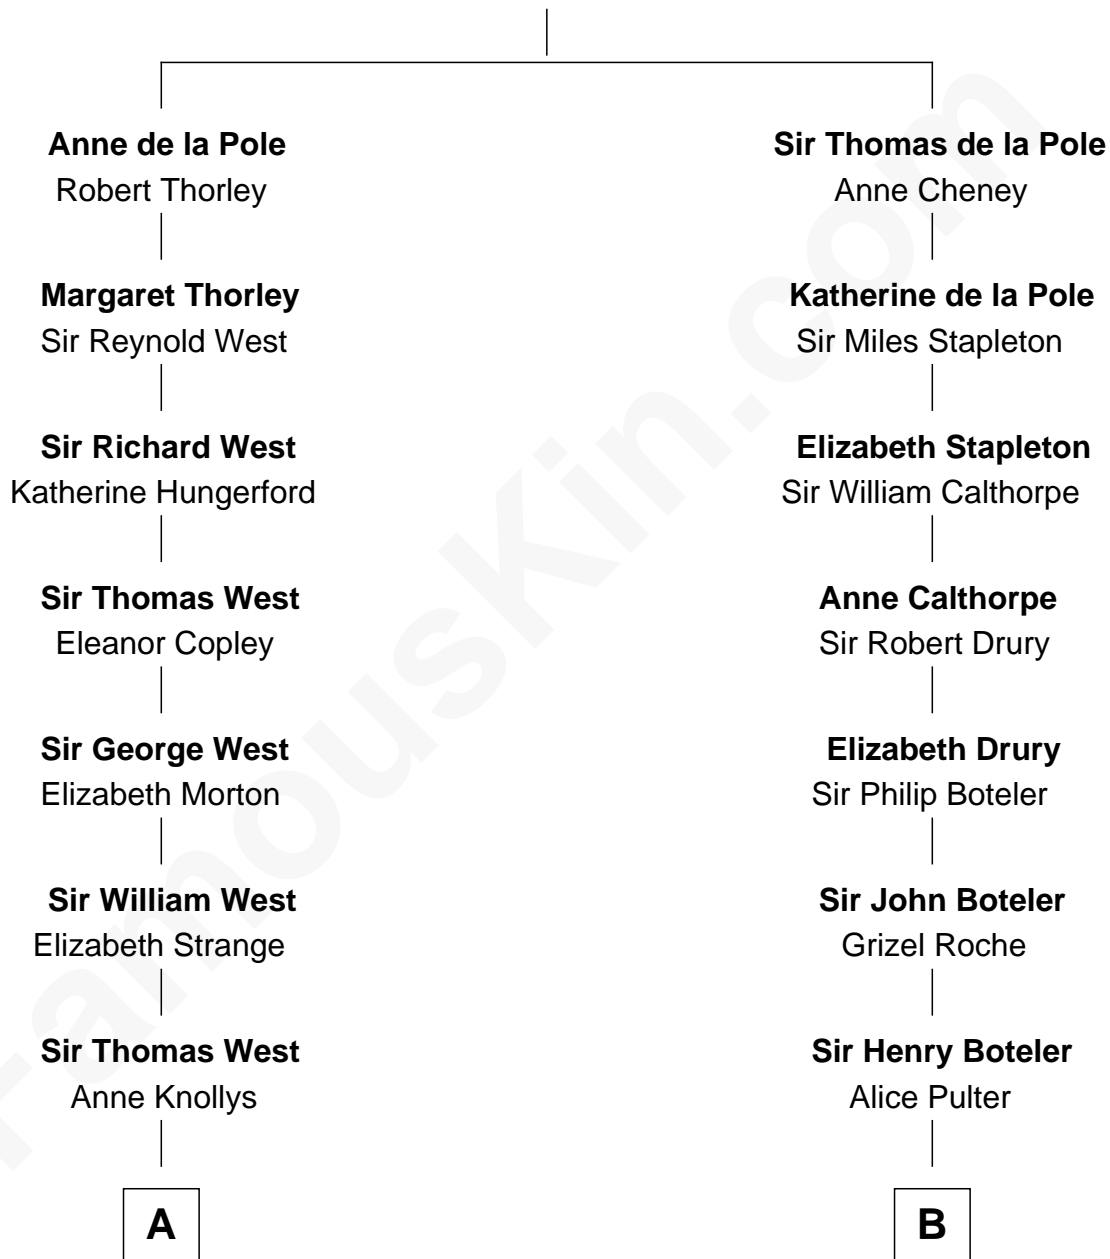 Anne de la Pole
Robert Thorley
Sir Thomas de la Pole
Anne Cheney
Margaret Thorley
Sir Reynold West
Katherine de la Pole
Sir Miles Stapleton
Sir Richard West
Katherine Hungerford
Elizabeth Stapleton
Sir William Calthorpe
Sir Thomas West
Eleanor Copley
Anne Calthorpe
Sir Robert Drury
Sir George West
Elizabeth Morton
Elizabeth Drury
Sir Philip Boteler
Sir William West
Elizabeth Strange
Sir John Boteler
Grizel Roche
Sir Thomas West
Anne Knollys
Sir Henry Boteler
Alice Pulter
A
B
FamousKin.com